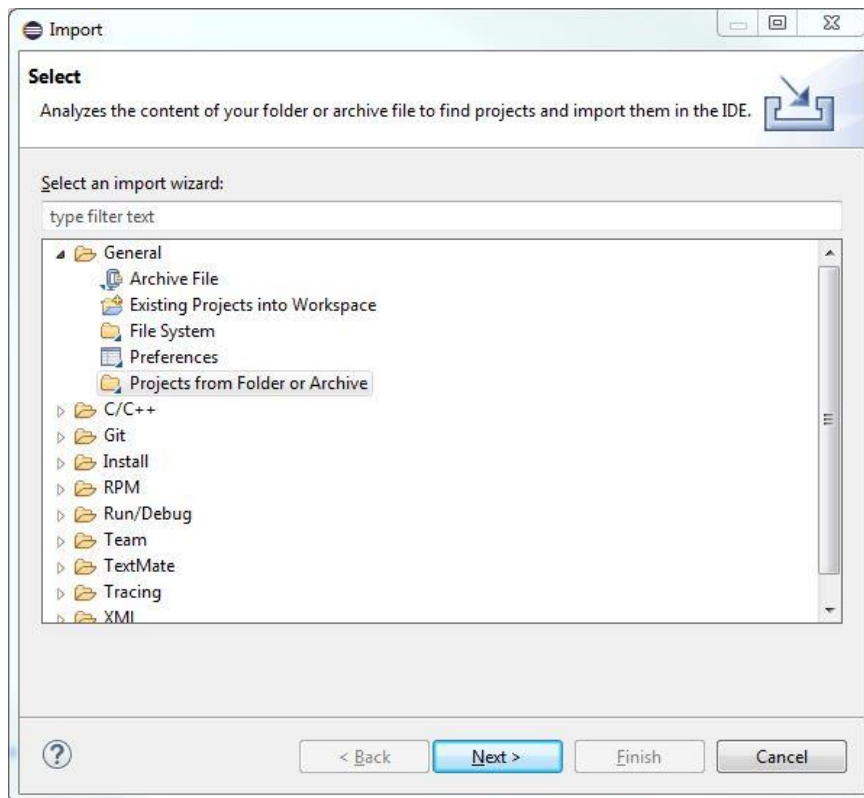 Import
Select
Analyzes the content of your folder or archive file to find projects and import them in the IDE.
Select an import wizard:
type filter text
General
Archive File
Existing Projects into Workspace
File System
Preferences
Projects from Folder or Archive
C/C++
Git
Install
RPM
Run/Debug
Team
TextMate
Tracing
XML
?
< Back
Next >
Finish
Cancel